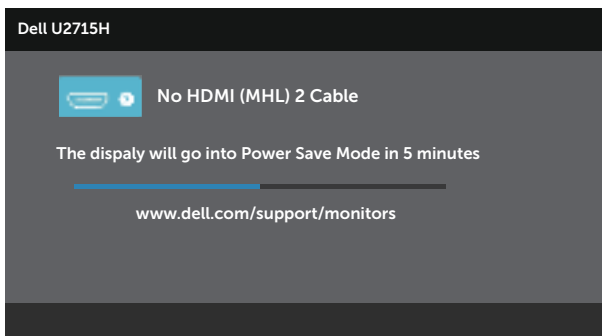 Dell U2715H
No HDMI (MHL) 2 Cable
The dispaly will go into Power Save Mode in 5 minutes
www.dell.com/support/monitors